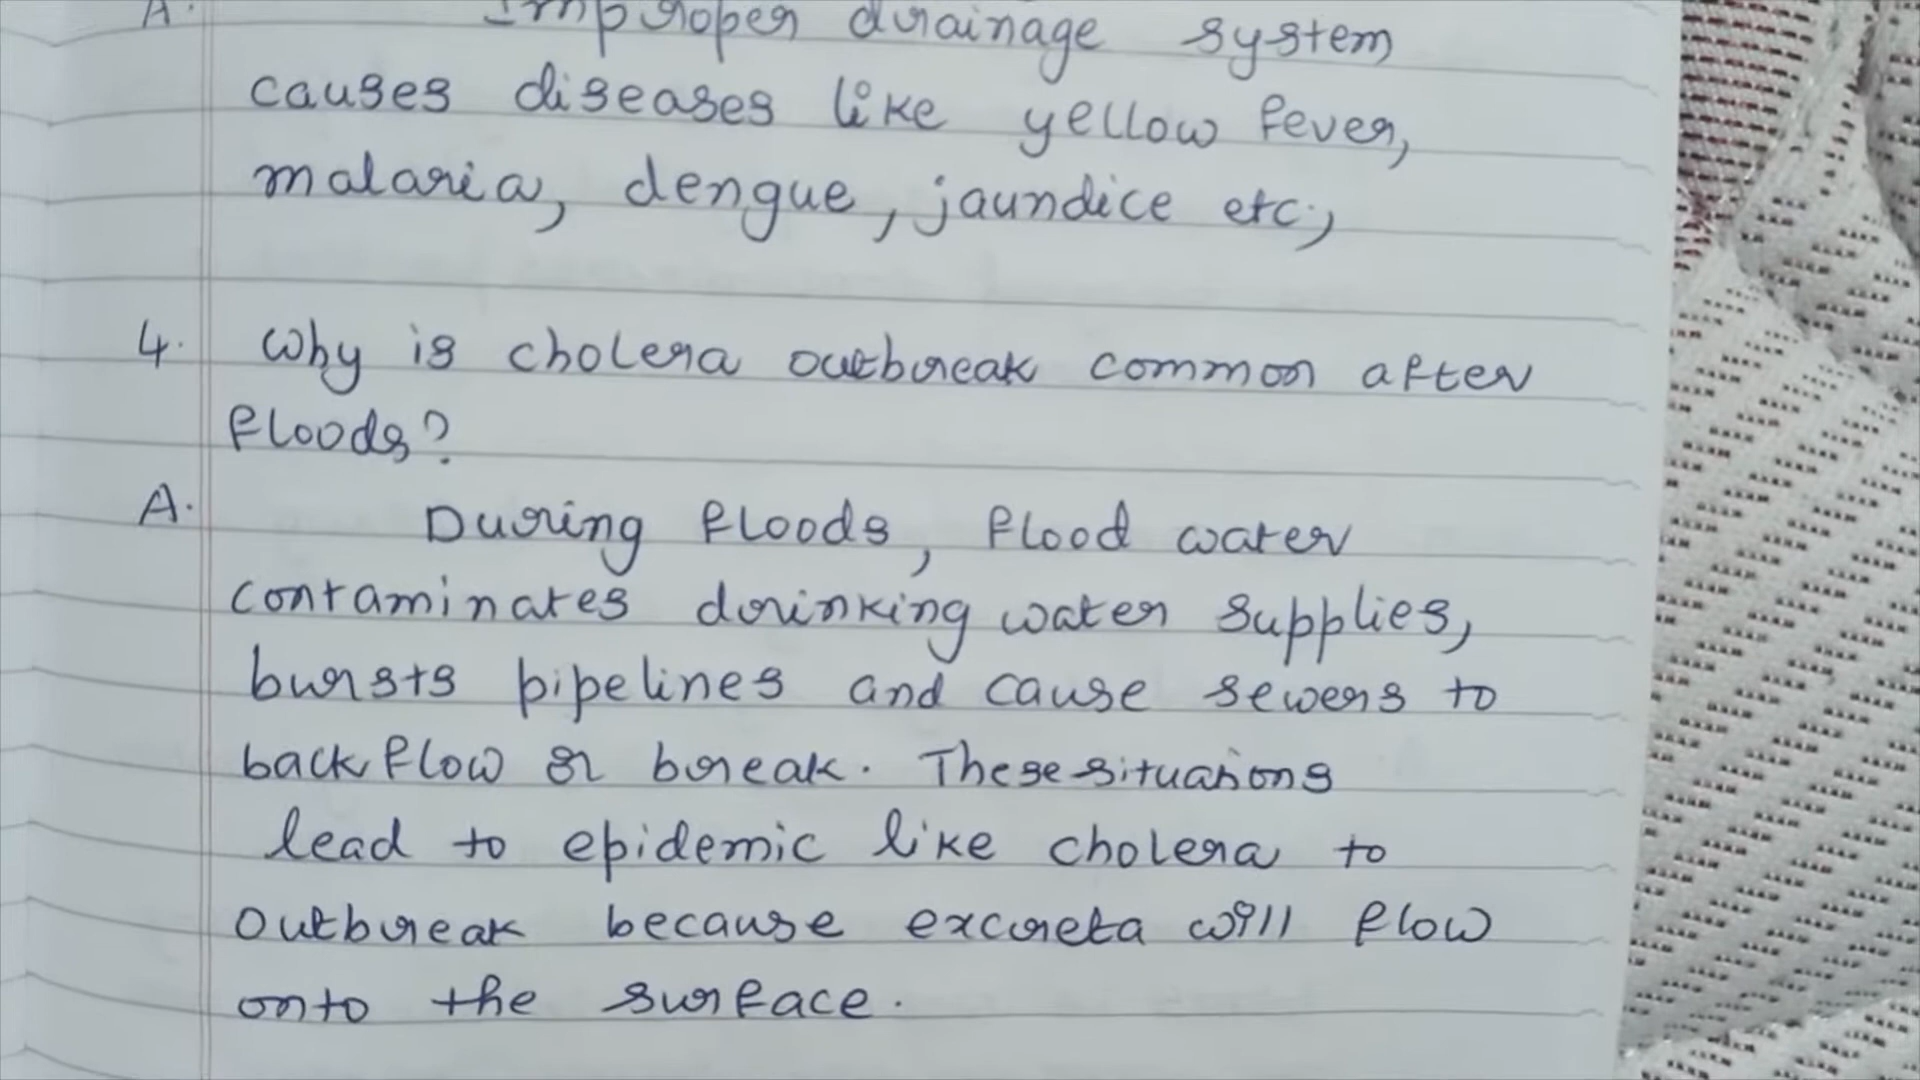 A. Improper drainage system
causes diseases like yellow fever,
malaria, dengue, jaundice etc.,
4. Why is cholera outbreak common after
floods?
A. During floods, flood water
contaminates drinking water supplies,
bursts pipelines and cause sewers to
back flow or break. These situations
lead to epidemic like cholera to
outbreak because excreta will flow
onto the surface.